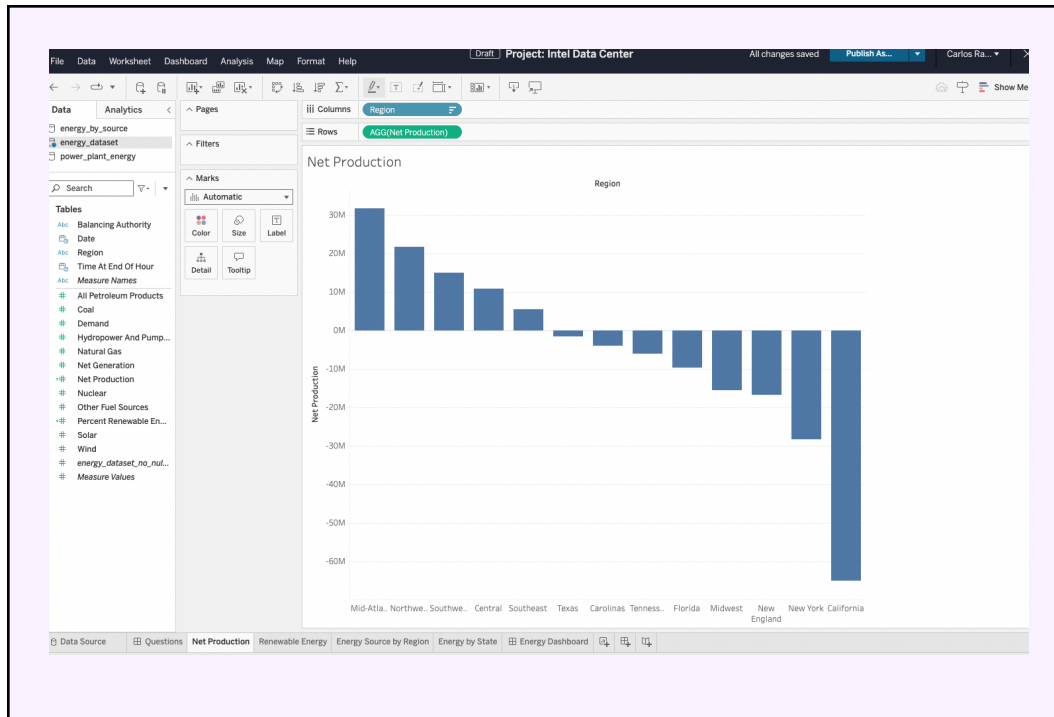 Draft Project: Intel Data Center All changes saved Publish As... Carlos Ra...
File Data Worksheet Dashboard Analysis Map Format Help
Show Me
Data Analytics
energy_by_source
energy_dataset
power_plant_energy
Search
Tables
Abc Balancing Authority
Date
Abc Region
Time At End Of Hour
Abc Measure Names
# All Petroleum Products
# Coal
# Demand
# Hydropower And Pump...
# Natural Gas
# Net Generation
# Net Production
# Nuclear
# Other Fuel Sources
# Percent Renewable En...
# Solar
# Wind
# energy_dataset_no_nul...
# Measure Values
Pages
Filters
Marks
Automatic
Color Size Label
Detail Tooltip
Columns Region
Rows AGG(Net Production)
Net Production
Region
30M
20M
10M
0M
-10M
-20M
-30M
-40M
-50M
-60M
Net Production
Mid-Atla.. Northwe.. Southwe.. Central Southeast Texas Carolinas Tenness.. Florida Midwest New England New York California
Data Source Questions Net Production Renewable Energy Energy Source by Region Energy by State Energy Dashboard